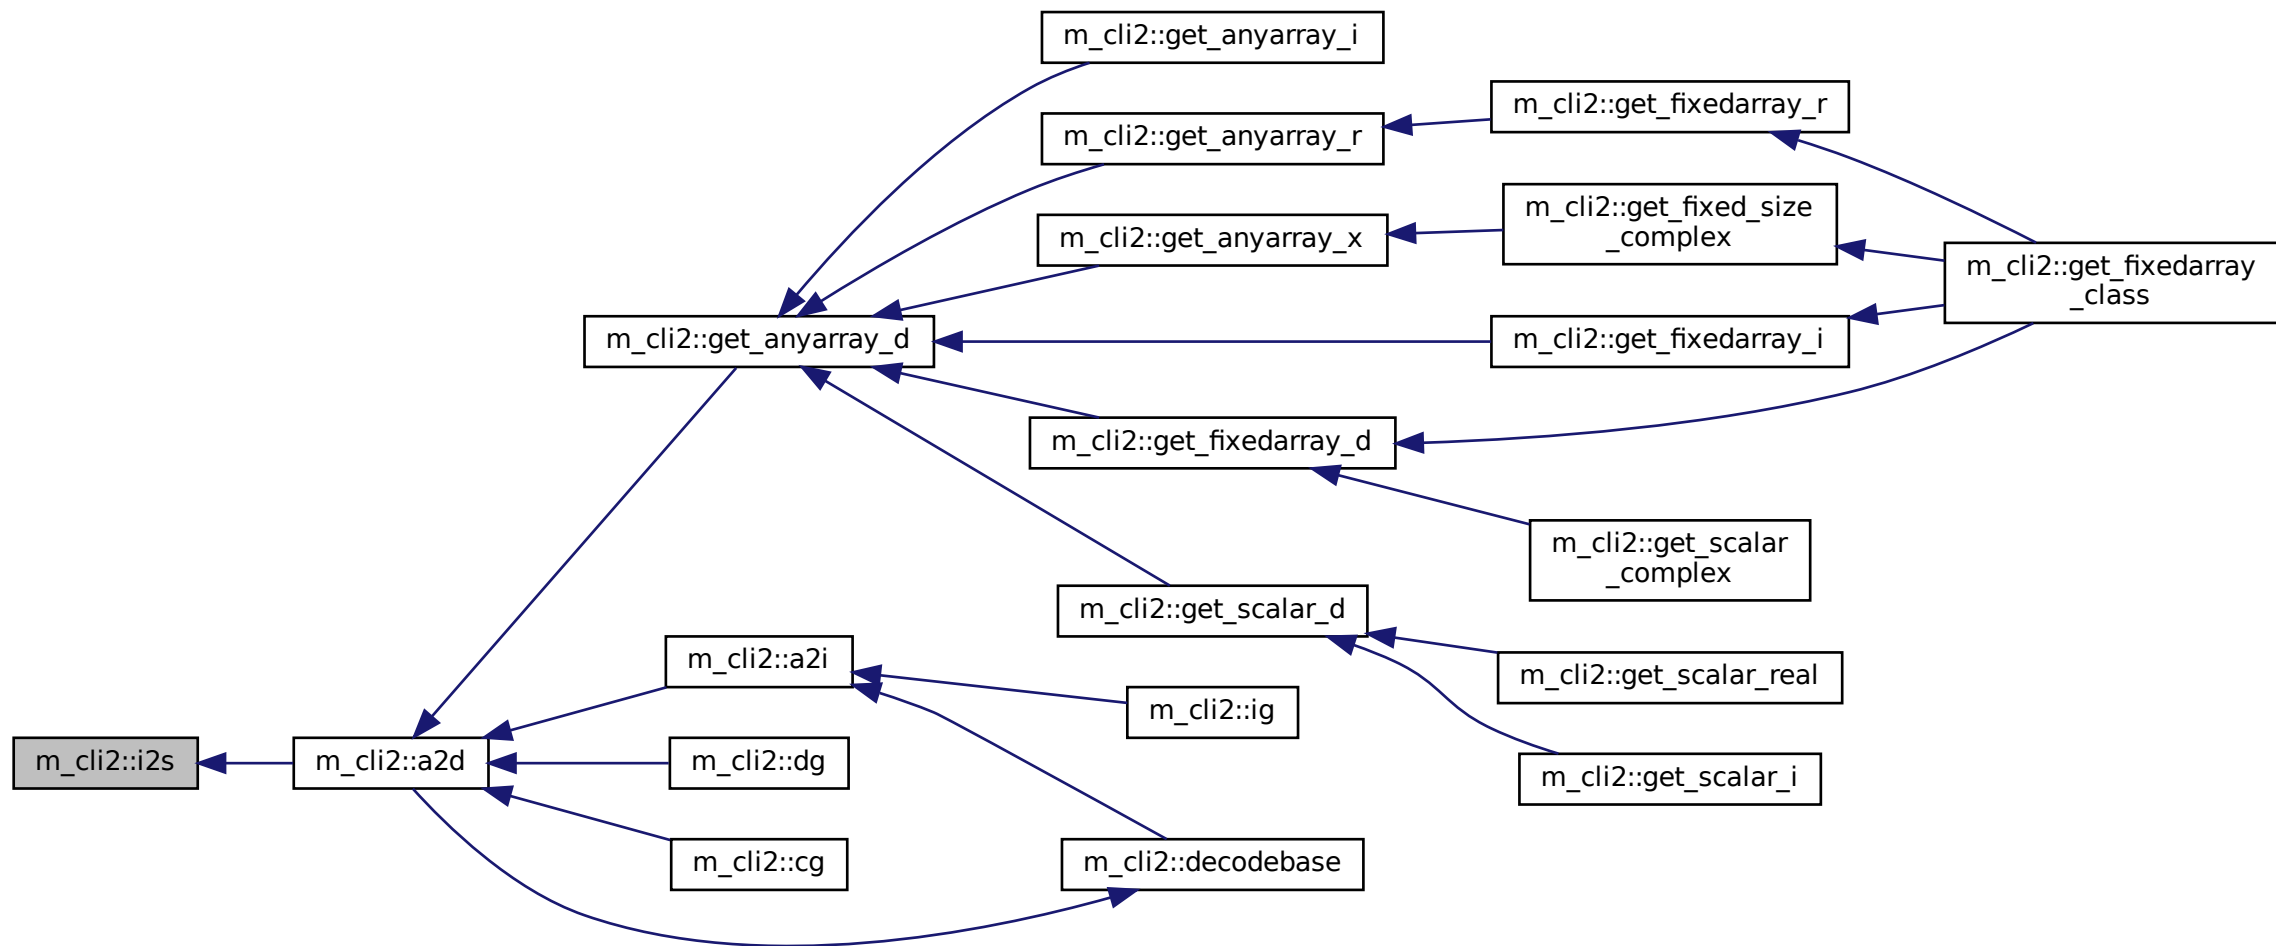 m_cli2::get_anyarray_i
m_cli2::get_fixedarray_r
m_cli2::get_anyarray_r
m_cli2::get_fixed_size
_complex
m_cli2::get_anyarray_x
m_cli2::get_fixedarray
_class
m_cli2::get_anyarray_d
m_cli2::get_fixedarray_i
m_cli2::get_fixedarray_d
m_cli2::get_scalar
_complex
m_cli2::get_scalar_d
m_cli2::a2i
m_cli2::get_scalar_real
m_cli2::ig
m_cli2::i2s
m_cli2::a2d
m_cli2::dg
m_cli2::get_scalar_i
m_cli2::cg
m_cli2::decodebase